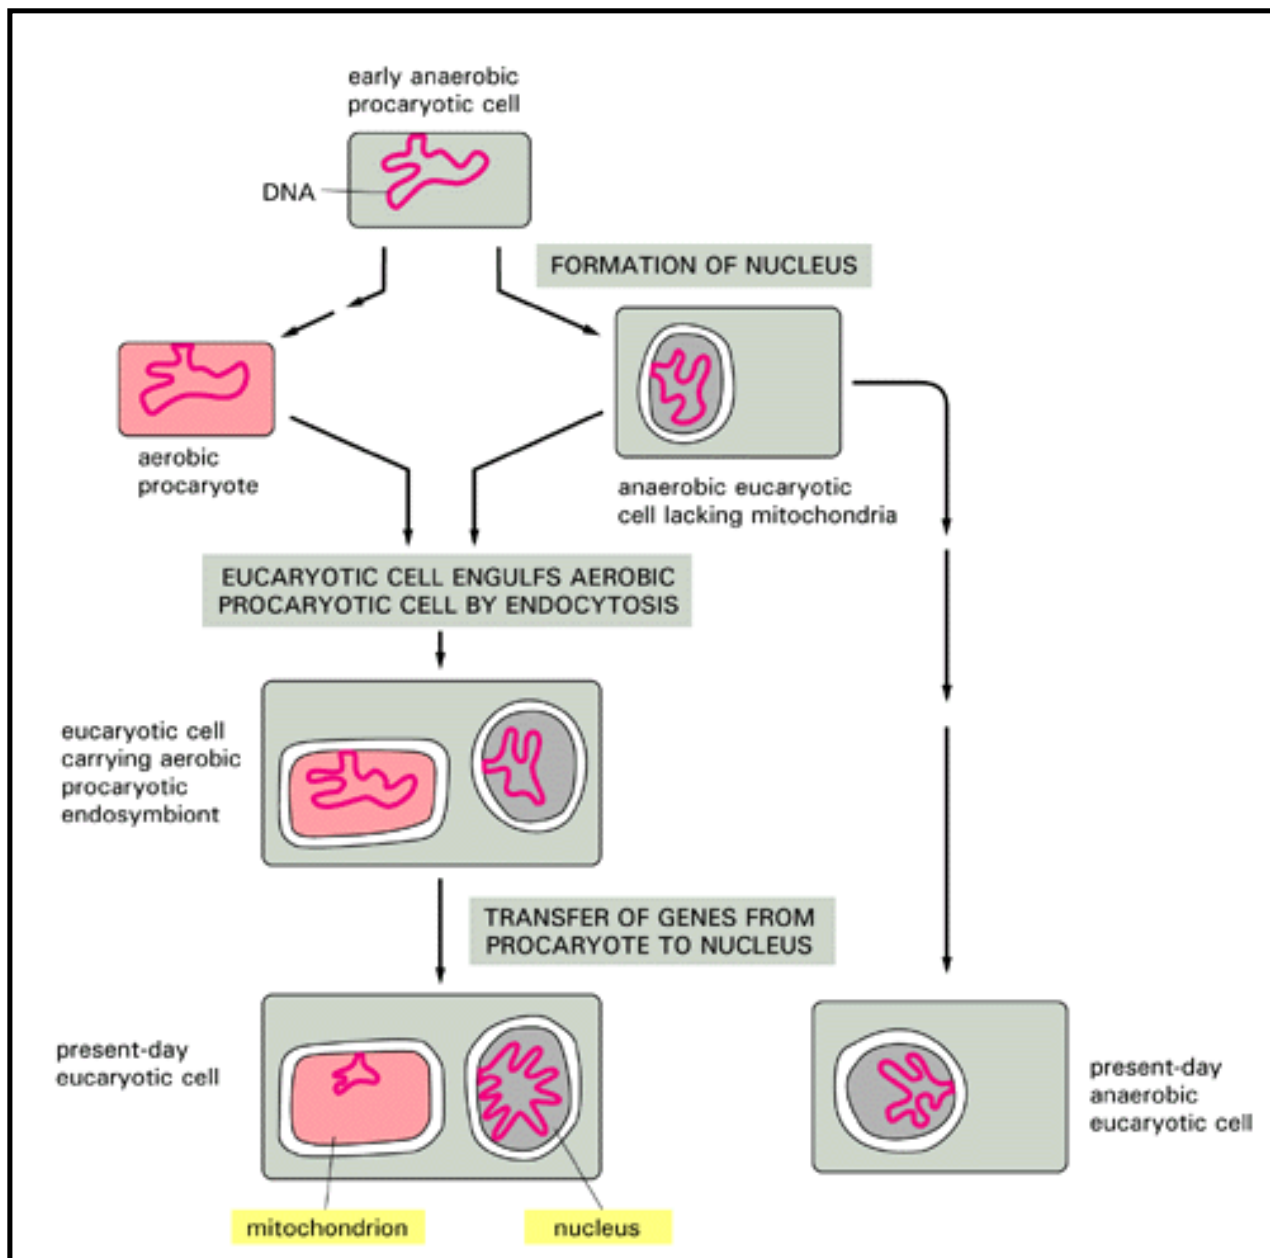 early anaerobic
procaryotic cell
DNA
FORMATION OF NUCLEUS
aerobic
procaryote
anaerobic eucaryotic
cell lacking mitochondria
EUCARYOTIC CELL ENGULFS AEROBIC
PROCARYOTIC CELL BY ENDOCYTOSIS
eucaryotic cell
carrying aerobic
procaryotic
endosymbiont
TRANSFER OF GENES FROM
PROCARYOTE TO NUCLEUS
present-day
eucaryotic cell
present-day
anaerobic
eucaryotic cell
mitochondrion
nucleus